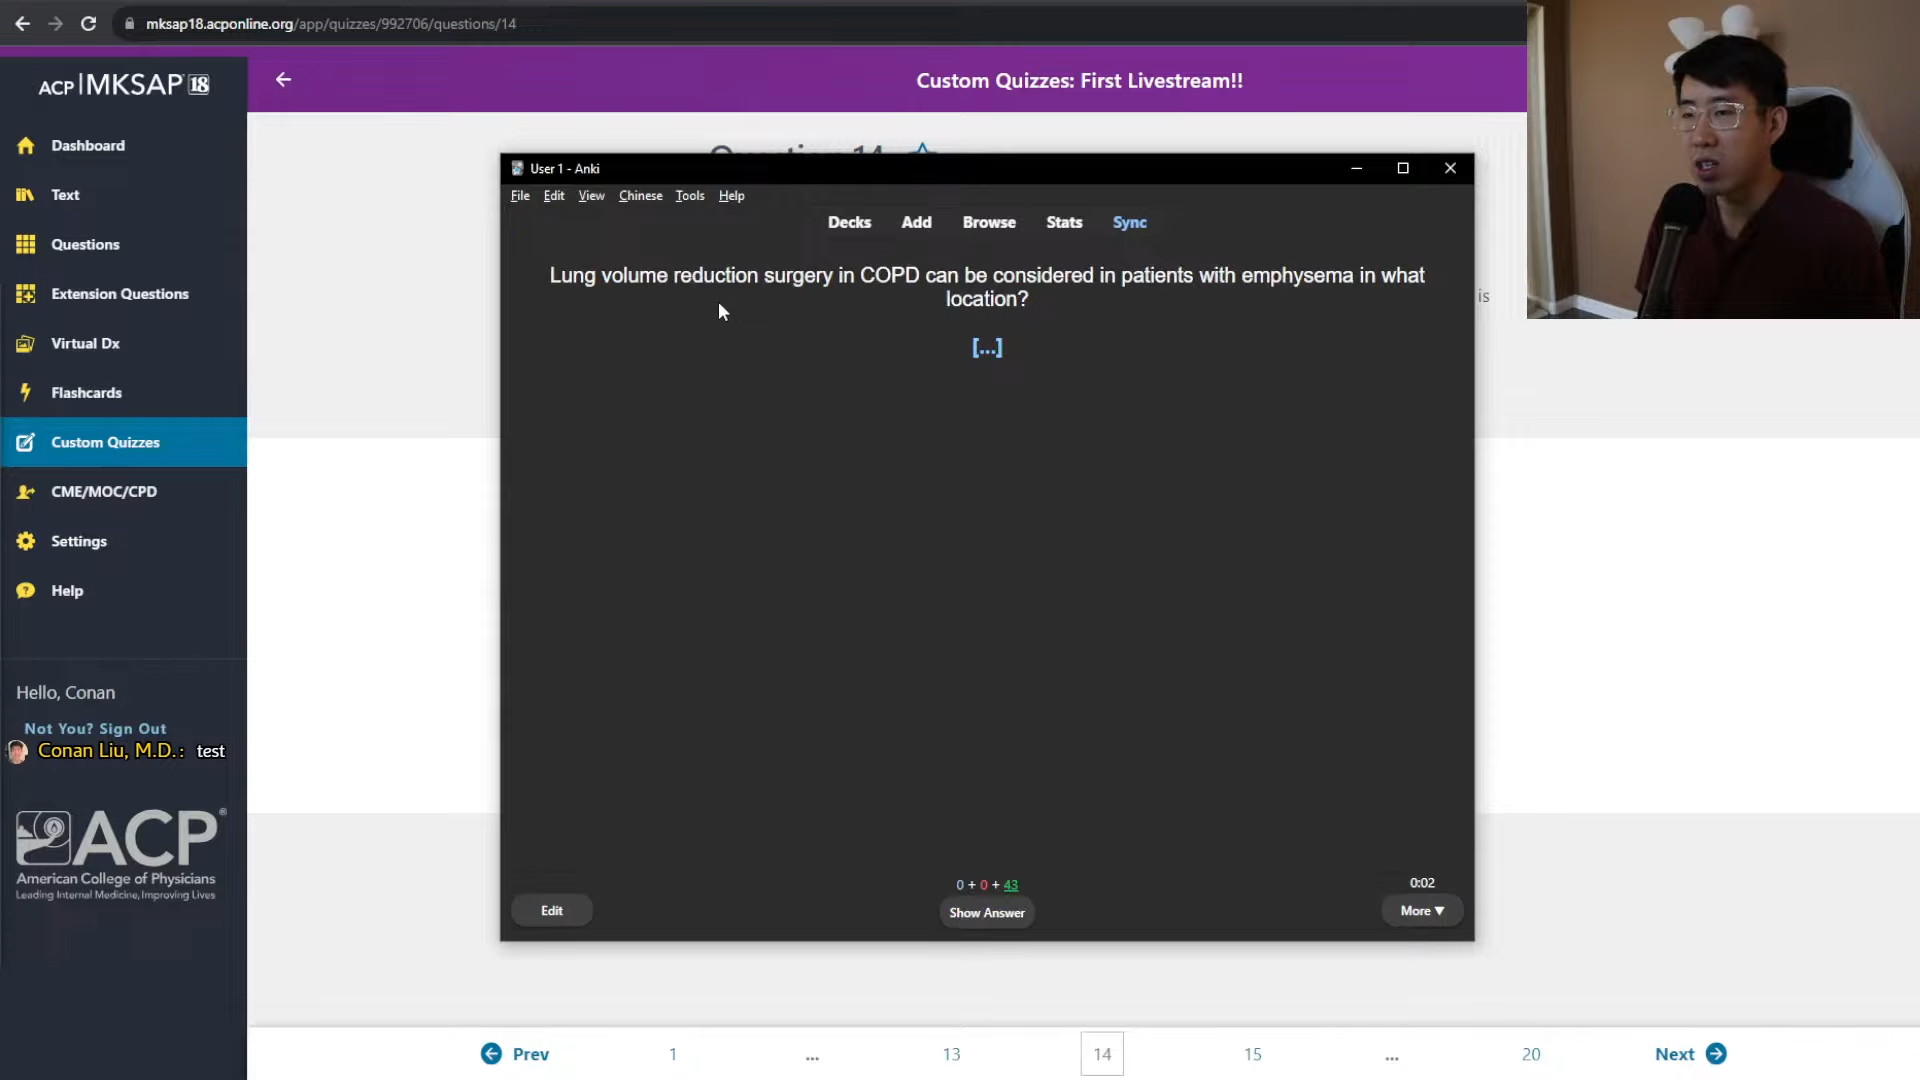 mksap18.acponline.org/app/quizzes/992706/questions/14
ACP MKSAP 18
Custom Quizzes: First Livestream!!
Dashboard
Text
Questions
Extension Questions
Virtual Dx
Flashcards
Custom Quizzes
CME/MOC/CPD
Settings
Help
Hello, Conan
Not You? Sign Out
Conan Liu, M.D.: test
ACP®
American College of Physicians
Leading Internal Medicine, Improving Lives
Question 14
is
User 1 - Anki
File Edit View Chinese Tools Help
Decks Add Browse Stats Sync
Lung volume reduction surgery in COPD can be considered in patients with emphysema in what
location?
[...]
0 + 0 + 43
0:02
Edit
Show Answer
More ▼
Prev 1 ... 13 14 15 ... 20 Next